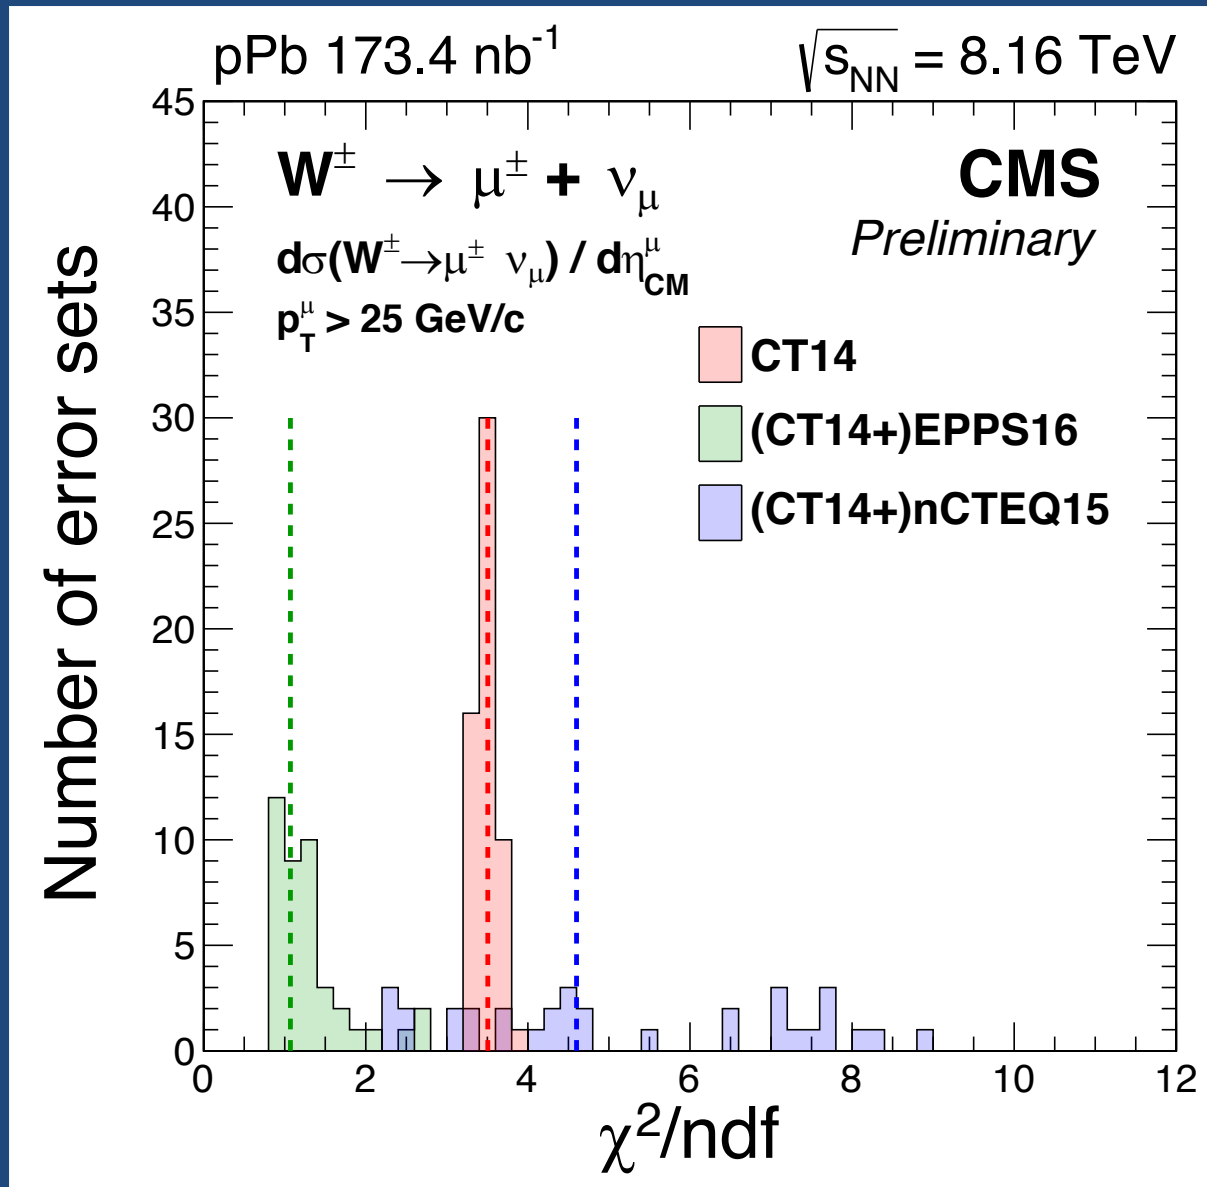 pPb 173.4 nb⁻¹ √s_NN = 8.16 TeV
W± → μ± + ν_μ
CMS
Preliminary
dσ(W±→μ± ν_μ) / dη^μ_CM
p_T^μ > 25 GeV/c
CT14
(CT14+)EPPS16
(CT14+)nCTEQ15
Number of error sets
45
40
35
30
25
20
15
10
5
0
0 2 4 6 8 10 12
χ²/ndf